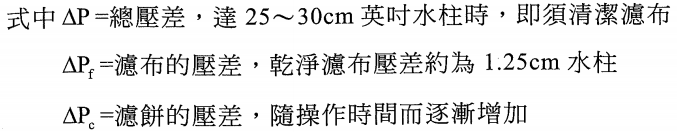 式中 ΔP =總壓差，達 25～30cm 英吋水柱時，即須清潔濾布
ΔPf =濾布的壓差，乾淨濾布壓差約為 1.25cm 水柱
ΔPc =濾餅的壓差，隨操作時間而逐漸增加